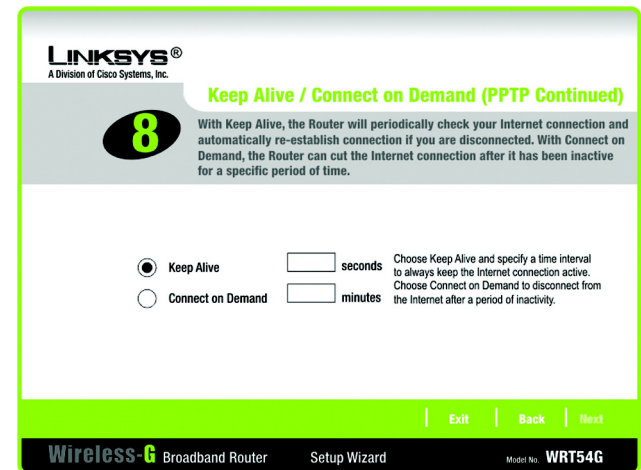 LINKSYS®
A Division of Cisco Systems, Inc.
Keep Alive / Connect on Demand (PPTP Continued)
8
With Keep Alive, the Router will periodically check your Internet connection and
automatically re-establish connection if you are disconnected. With Connect on
Demand, the Router can cut the Internet connection after it has been inactive
for a specific period of time.
Keep Alive seconds
Choose Keep Alive and specify a time interval
to always keep the Internet connection active.
Connect on Demand minutes
Choose Connect on Demand to disconnect from
the Internet after a period of inactivity.
Exit Back Next
Wireless-G Broadband Router Setup Wizard Model No. WRT54G